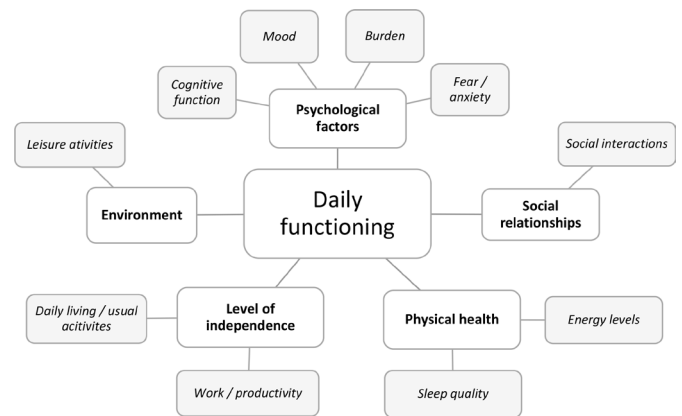 Mood
Burden
Cognitive
function
Fear /
anxiety
Psychological
factors
Leisure ativities
Social interactions
Environment
Daily
functioning
Social
relationships
Daily living / usual
acitivites
Level of
independence
Physical health
Energy levels
Work / productivity
Sleep quality